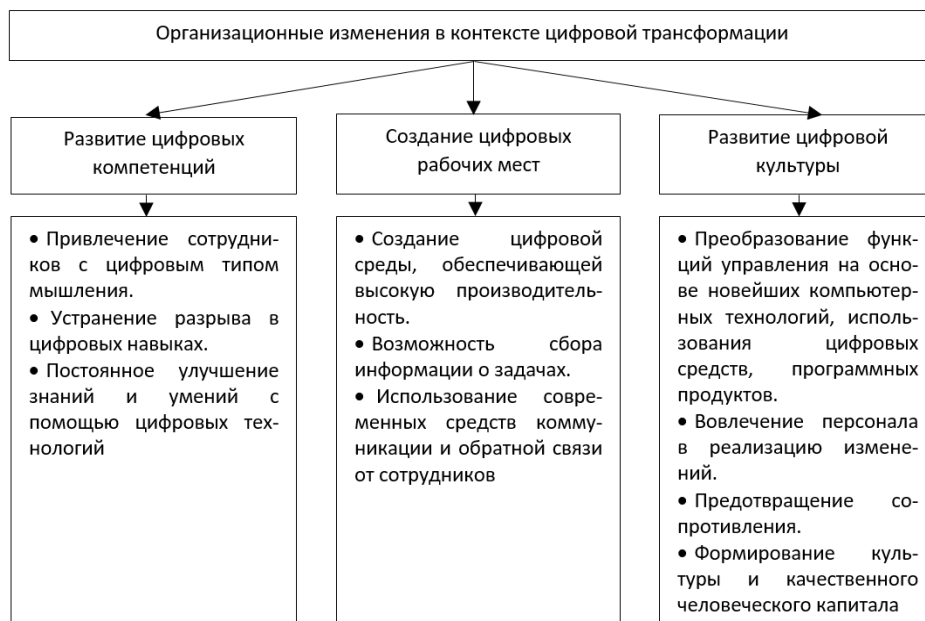 Организационные изменения в контексте цифровой трансформации
Развитие цифровых
компетенций
Создание цифровых
рабочих мест
Развитие цифровой
культуры
• Привлечение сотрудни-
ков с цифровым типом
мышления.
• Устранение разрыва в
цифровых навыках.
• Постоянное улучшение
знаний и умений с
помощью цифровых тех-
нологий
• Создание цифровой
среды, обеспечивающей
высокую производитель-
ность.
• Возможность сбора
информации о задачах.
• Использование совре-
менных средств комму-
никации и обратной связи
от сотрудников
• Преобразование функ-
ций управления на осно-
ве новейших компьютер-
ных технологий, исполь-
зования цифровых
средств, программных
продуктов.
• Вовлечение персонала
в реализацию измене-
ний.
• Предотвращение со-
противления.
• Формирование куль-
туры и качественного
человеческого капитала